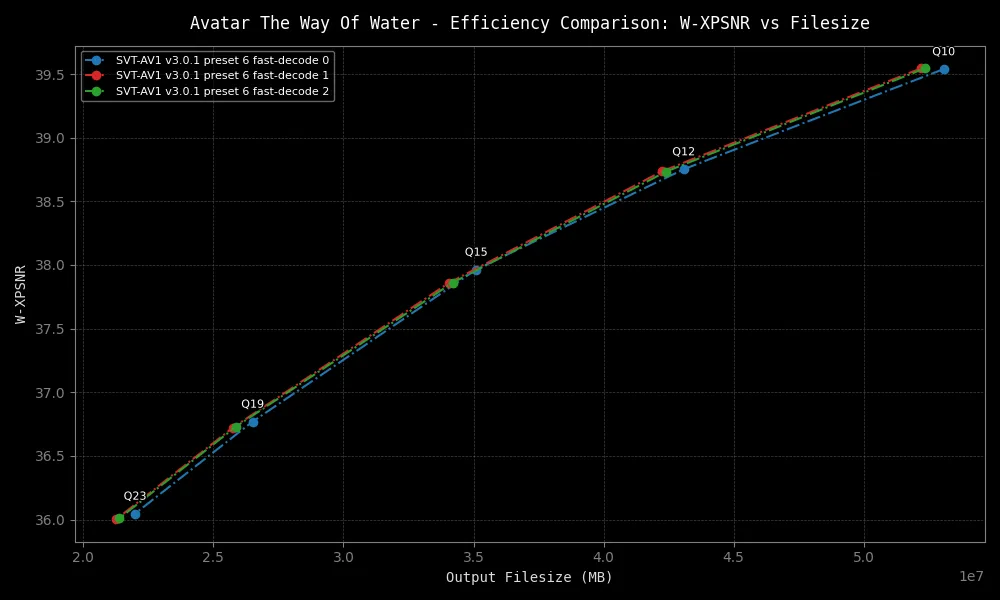 Avatar The Way Of Water - Efficiency Comparison: W-XPSNR vs Filesize
SVT-AV1 v3.0.1 preset 6 fast-decode 0
SVT-AV1 v3.0.1 preset 6 fast-decode 1
SVT-AV1 v3.0.1 preset 6 fast-decode 2
Q10
Q12
Q15
Q19
Q23
W-XPSNR
39.5
39.0
38.5
38.0
37.5
37.0
36.5
36.0
2.0 2.5 3.0 3.5 4.0 4.5 5.0
1e7
Output Filesize (MB)